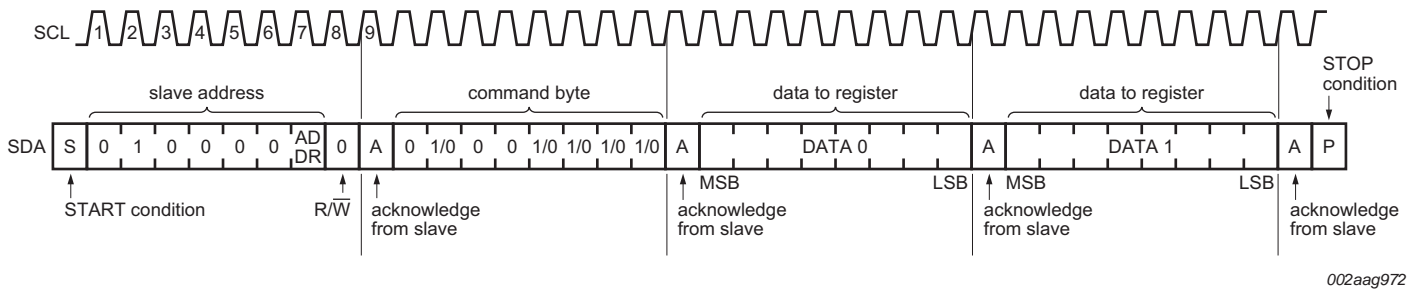 SCL 1 2 3 4 5 6 7 8 9
STOP
condition
slave address command byte data to register data to register
SDA S 0 1 0 0 0 0 AD DR 0 A 0 1/0 0 0 1/0 1/0 1/0 1/0 A DATA 0 A DATA 1 A P
MSB LSB MSB LSB
START condition R/W̅ acknowledge acknowledge acknowledge acknowledge
from slave from slave from slave from slave
002aag972